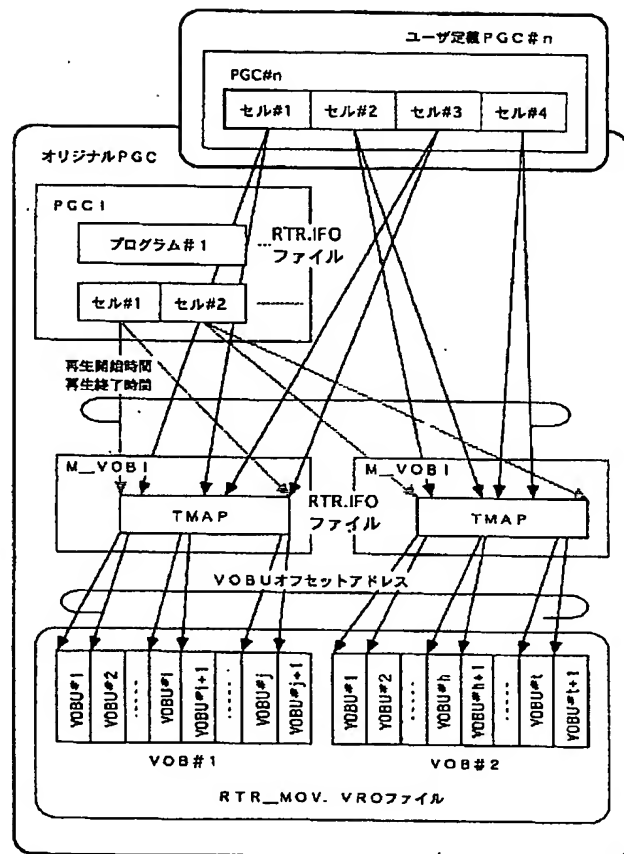 ユーザ定義PGC#n
PGC#n
セル#1 セル#2 セル#3 セル#4
オリジナルPGC
PGCI
プログラム#1
RTR.IFO
ファイル
セル#1 セル#2
再生開始時間
再生終了時間
M_VOBI M_VOBI
TMAP TMAP
RTR.IFO
ファイル
VOBUオフセットアドレス
VOBU#1 VOBU#2 VOBU#i VOBU#i+1 VOBU#j VOBU#j+1
VOBU#1 VOBU#2 VOBU#h VOBU#h+1 VOBU#t VOBU#t+1
VOB#1 VOB#2
RTR_MOV. VROファイル